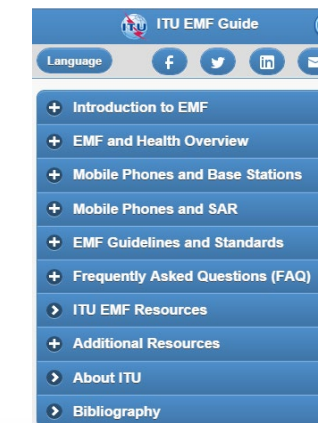 ITU EMF Guide
Language
Introduction to EMF
EMF and Health Overview
Mobile Phones and Base Stations
Mobile Phones and SAR
EMF Guidelines and Standards
Frequently Asked Questions (FAQ)
ITU EMF Resources
Additional Resources
About ITU
Bibliography